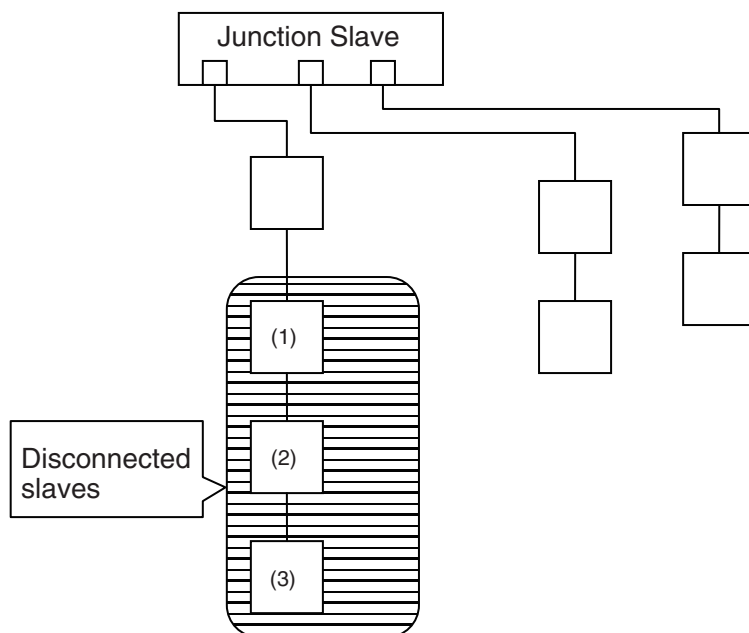 Junction Slave
(1)
Disconnected
slaves
(2)
(3)